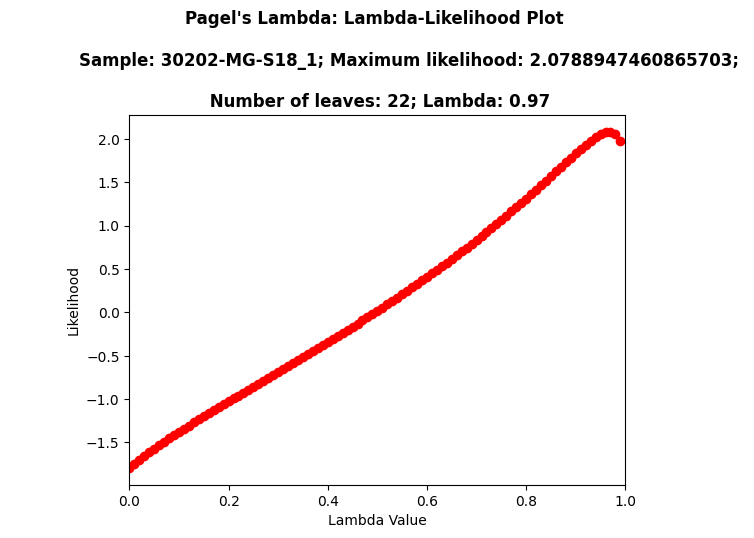 Pagel's Lambda: Lambda-Likelihood Plot
Sample: 30202-MG-S18_1; Maximum likelihood: 2.0788947460865703;
Number of leaves: 22; Lambda: 0.97
2.0
1.5
1.0
0.5
0.0
−0.5
−1.0
−1.5
Likelihood
0.0 0.2 0.4 0.6 0.8 1.0
Lambda Value